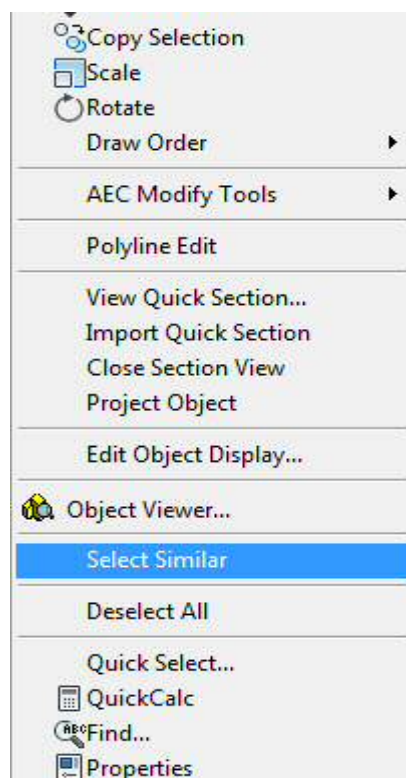 Copy Selection
Scale
Rotate
Draw Order
AEC Modify Tools
Polyline Edit
View Quick Section...
Import Quick Section
Close Section View
Project Object
Edit Object Display...
Object Viewer...
Select Similar
Deselect All
Quick Select...
QuickCalc
ABC Find...
Properties